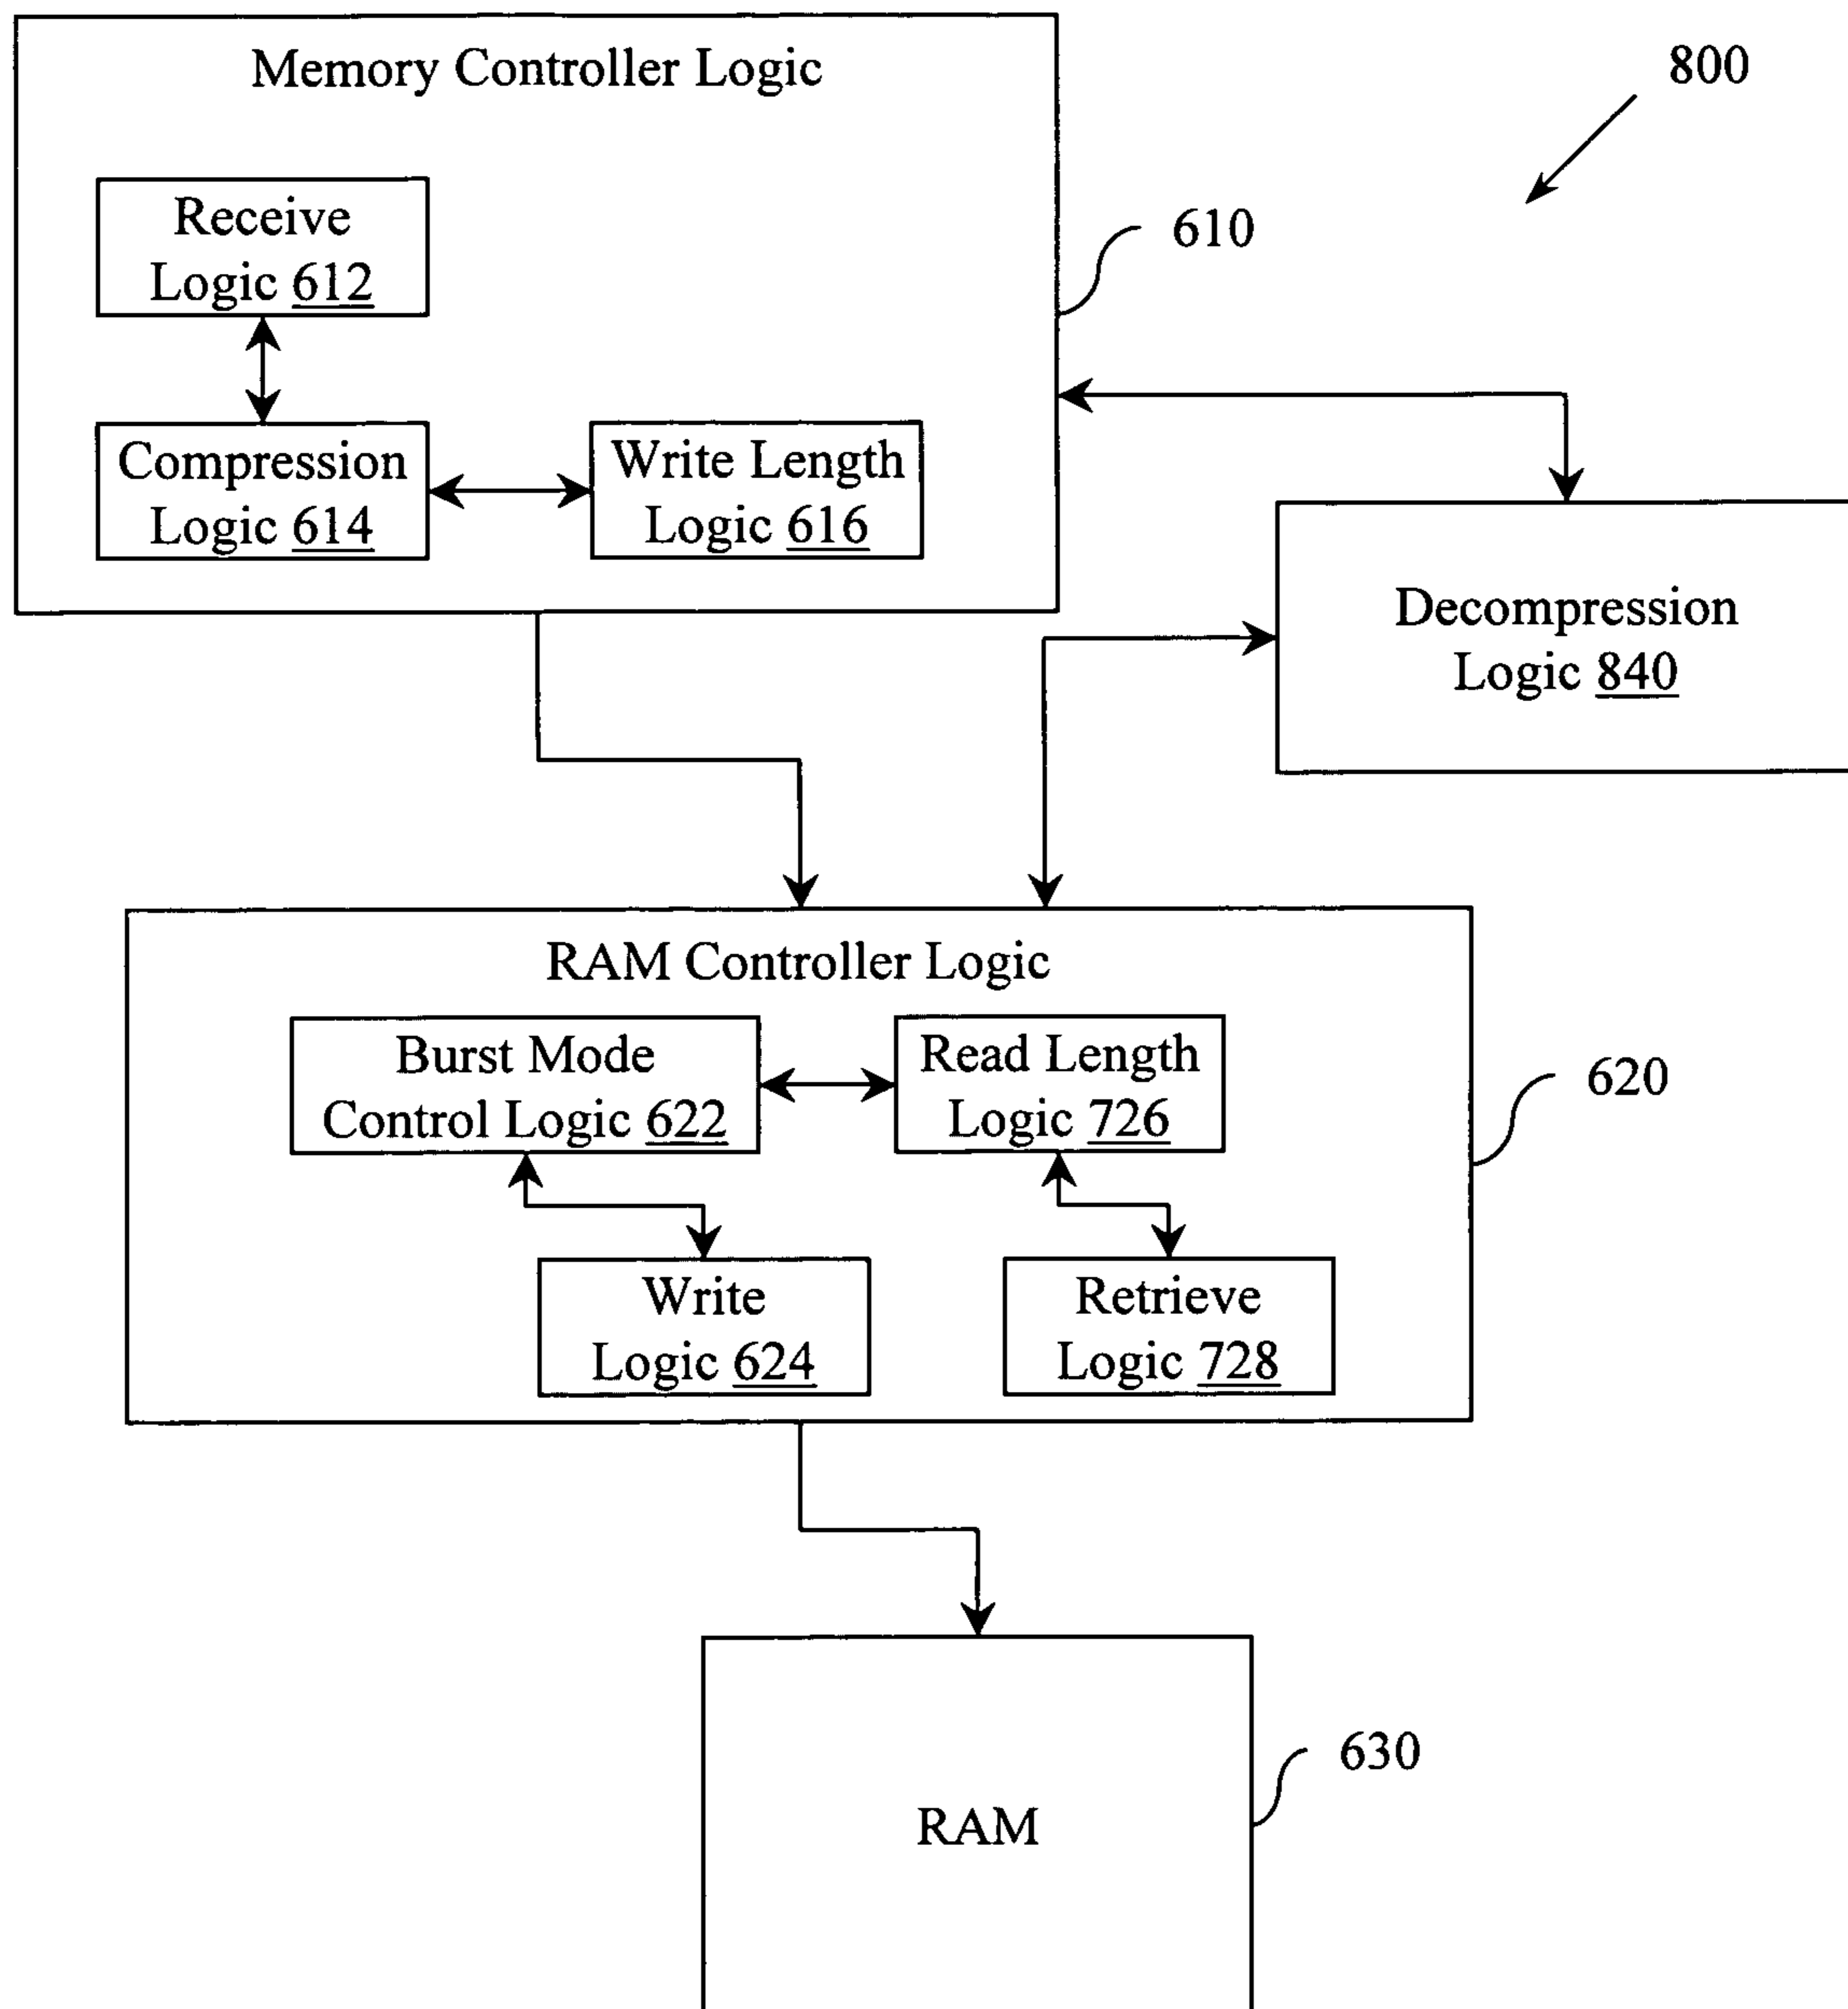 Memory Controller Logic
800
Receive
Logic 612
610
Compression
Logic 614
Write Length
Logic 616
Decompression
Logic 840
RAM Controller Logic
Burst Mode
Control Logic 622
Read Length
Logic 726
620
Write
Logic 624
Retrieve
Logic 728
630
RAM